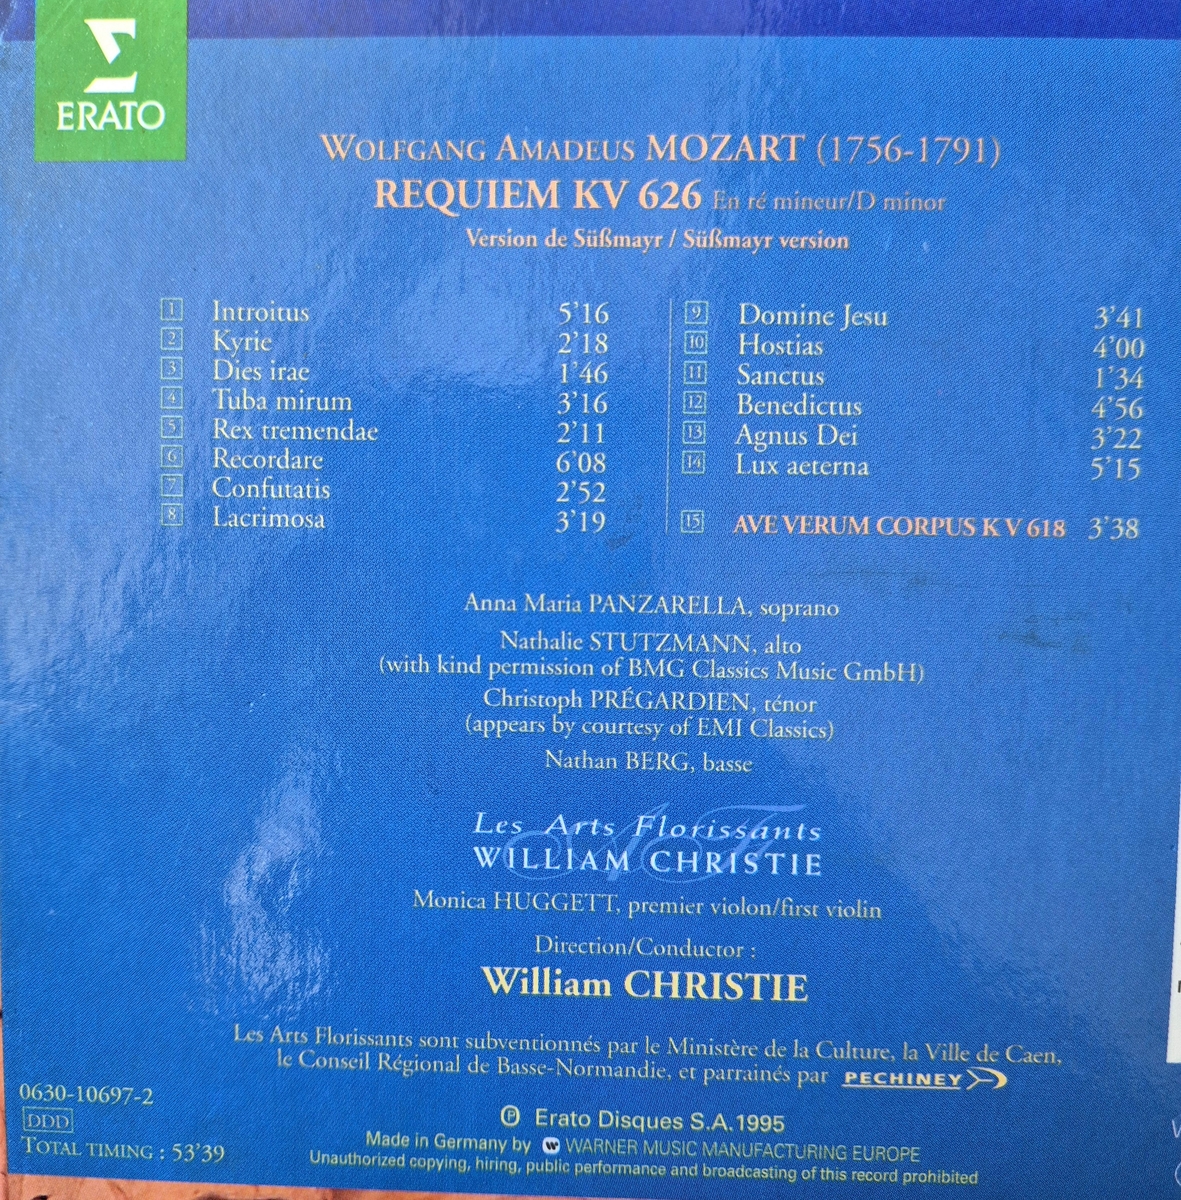 ERATO
WOLFGANG AMADEUS MOZART (1756-1791)
REQUIEM KV 626 En ré mineur/D minor
Version de Süßmayr / Süßmayr version
1 Introitus 5'16
2 Kyrie 2'18
3 Dies irae 1'46
4 Tuba mirum 3'16
5 Rex tremendae 2'11
6 Recordare 6'08
7 Confutatis 2'52
8 Lacrimosa 3'19
9 Domine Jesu 3'41
10 Hostias 4'00
11 Sanctus 1'34
12 Benedictus 4'56
13 Agnus Dei 3'22
14 Lux aeterna 5'15
15 AVE VERUM CORPUS K V 618 3'38
Anna Maria PANZARELLA, soprano
Nathalie STUTZMANN, alto
(with kind permission of BMG Classics Music GmbH)
Christoph PRÉGARDIEN, ténor
(appears by courtesy of EMI Classics)
Nathan BERG, basse
Les Arts Florissants
WILLIAM CHRISTIE
Monica HUGGETT, premier violon/first violin
Direction/Conductor :
William CHRISTIE
Les Arts Florissants sont subventionnés par le Ministère de la Culture, la Ville de Caen,
le Conseil Régional de Basse-Normandie, et parrainés par PECHINEY
0630-10697-2
DDD
TOTAL TIMING : 53'39
℗ Erato Disques S.A. 1995
Made in Germany by WARNER MUSIC MANUFACTURING EUROPE
Unauthorized copying, hiring, public performance and broadcasting of this record prohibited